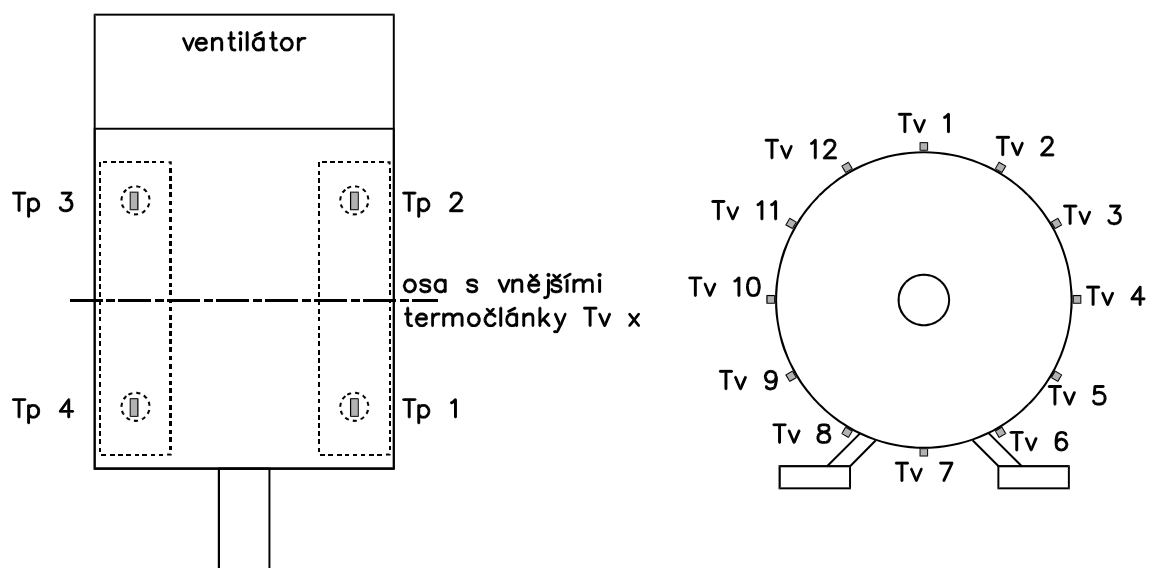 ventilátor
Tp 3
Tp 2
osa s vnějšími
termočlánky Tv x
Tp 4
Tp 1
Tv 1
Tv 12
Tv 2
Tv 11
Tv 3
Tv 10
Tv 4
Tv 9
Tv 5
Tv 8
Tv 6
Tv 7